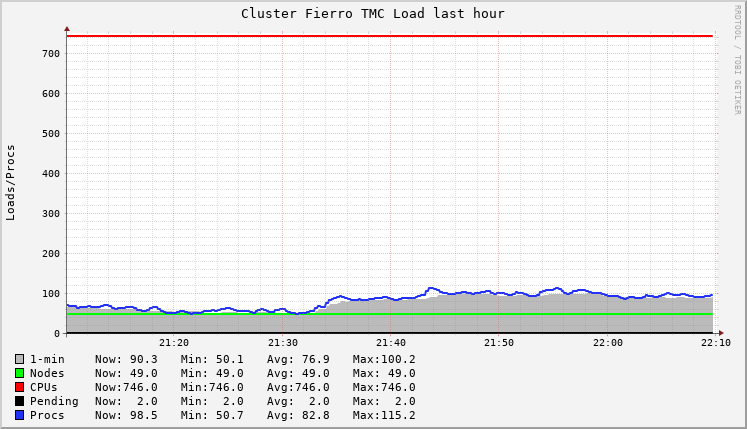 Cluster Fierro TMC Load last hour
RRDTOOL / TOBI OETIKER
Loads/Procs
700
600
500
400
300
200
100
0
21:20 21:30 21:40 21:50 22:00 22:10
1-min Now: 90.3 Min: 50.1 Avg: 76.9 Max:100.2
Nodes Now: 49.0 Min: 49.0 Avg: 49.0 Max: 49.0
CPUs Now:746.0 Min:746.0 Avg:746.0 Max:746.0
Pending Now: 2.0 Min: 2.0 Avg: 2.0 Max: 2.0
Procs Now: 98.5 Min: 50.7 Avg: 82.8 Max:115.2